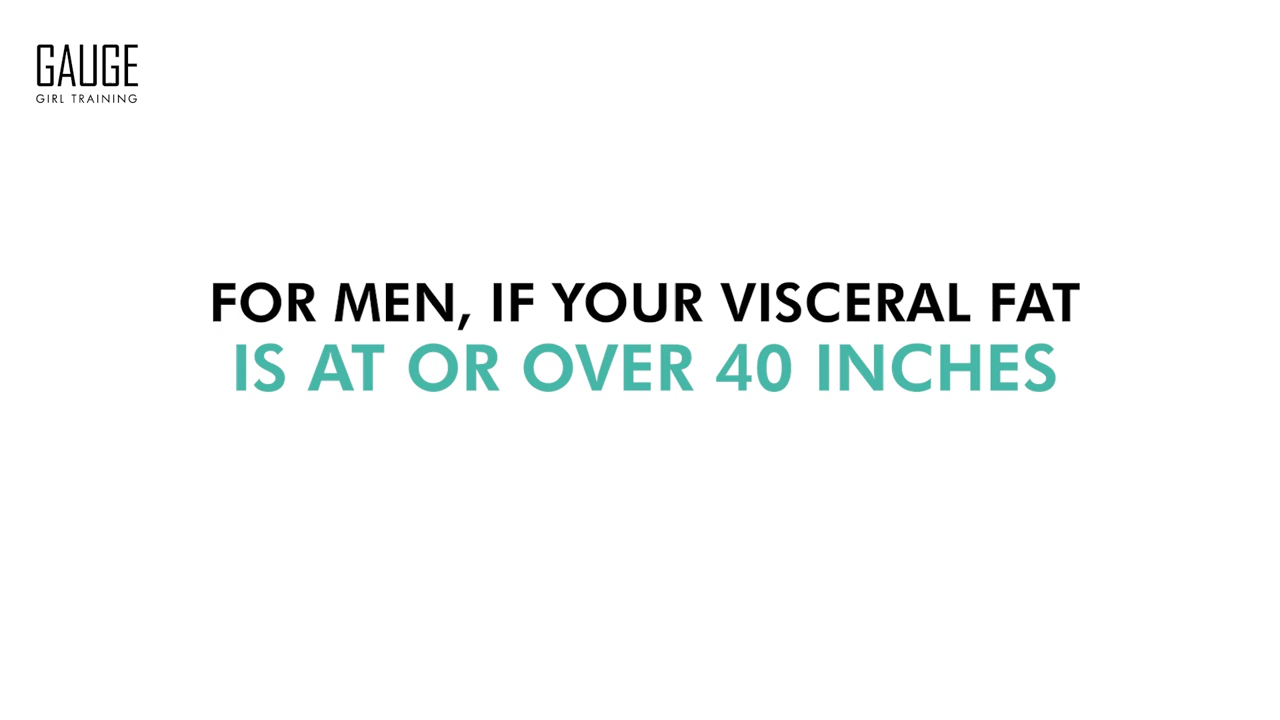 GAUGE
GIRL TRAINING
FOR MEN, IF YOUR VISCERAL FAT
IS AT OR OVER 40 INCHES